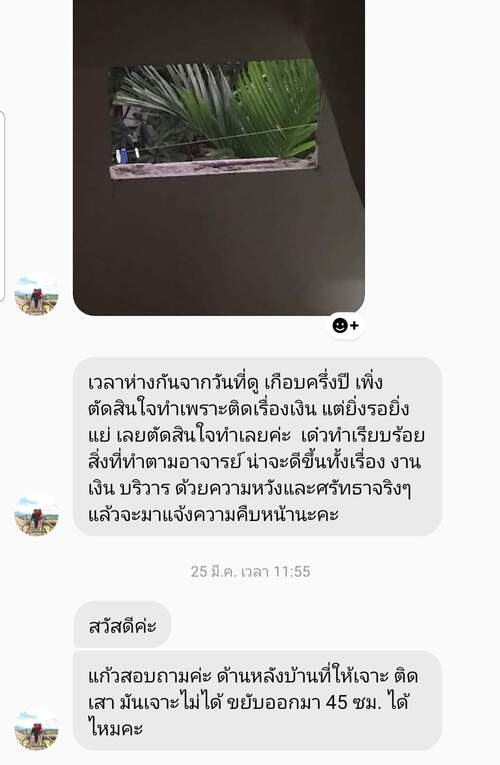 เวลาห่างกันจากวันที่ดู เกือบครึ่งปี เพิ่ง
ตัดสินใจทำเพราะติดเรื่องเงิน แต่ยิ่งรอยิ่ง
แย่ เลยตัดสินใจทำเลยค่ะ เด๋วทำเรียบร้อย
สิ่งที่ทำตามอาจารย์ น่าจะดีขึ้นทั้งเรื่อง งาน
เงิน บริวาร ด้วยความหวังและศรัทธาจริงๆ
แล้วจะมาแจ้งความคืบหน้านะคะ
25 มี.ค. เวลา 11:55
สวัสดีค่ะ
แก้วสอบถามค่ะ ด้านหลังบ้านที่ให้เจาะ ติด
เสา มันเจาะไม่ได้ ขยับออกมา 45 ซม. ได้
ไหมคะ